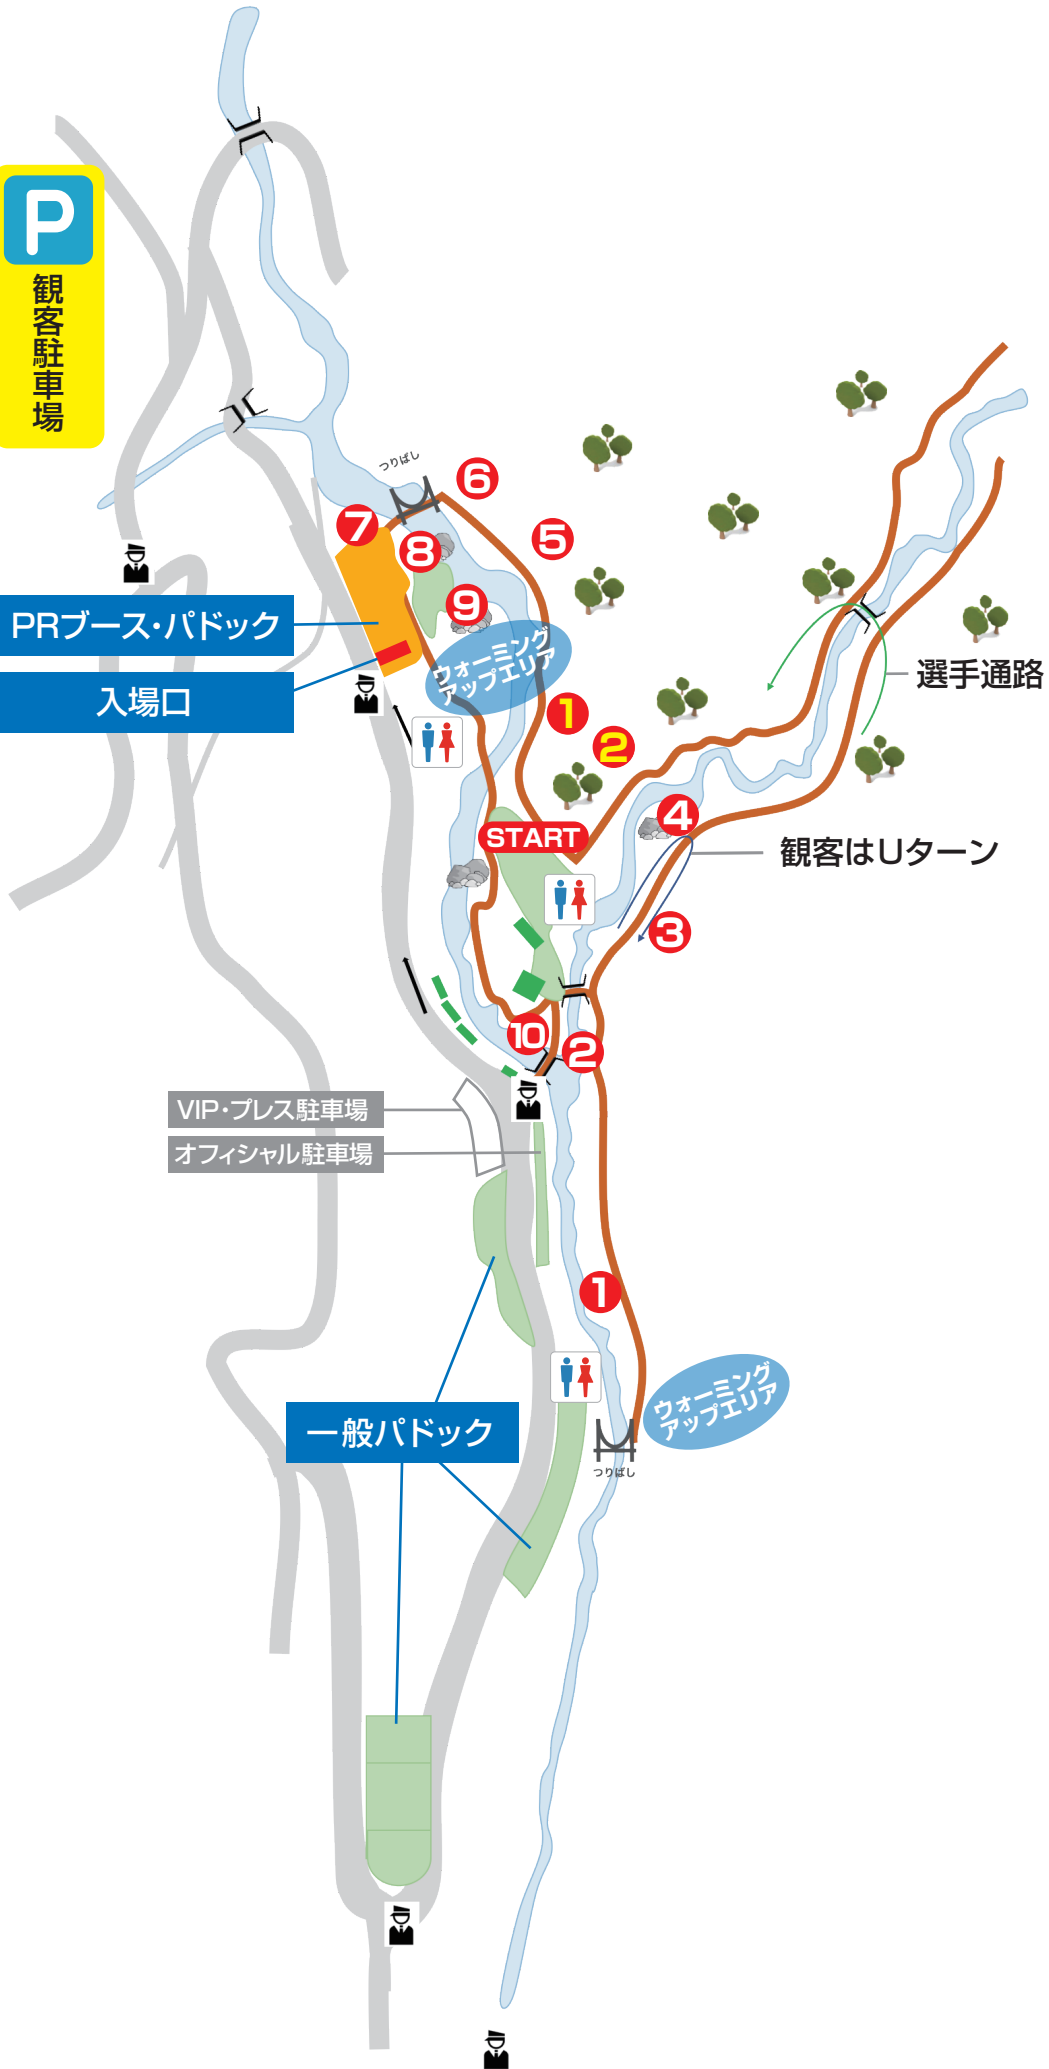 P
観客駐車場
つりばし
6
7
5
8
9
PRブース・パドック
ウォーミング
アップエリア
入場口
選手通路
1
2
4
START
観客はUターン
3
10
2
VIP・プレス駐車場
オフィシャル駐車場
1
ウォーミング
アップエリア
一般パドック
つりばし